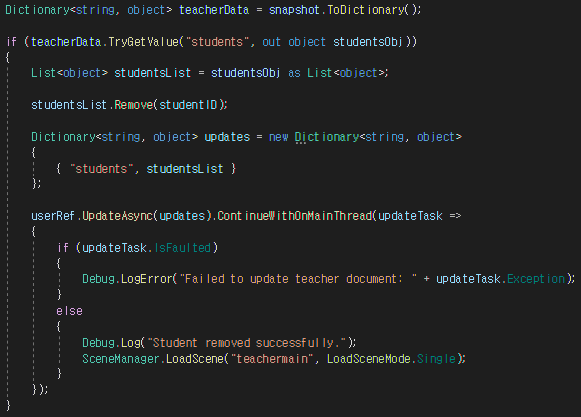 Dictionary<string, object> teacherData = snapshot.ToDictionary();
if (teacherData.TryGetValue("students", out object studentsObj))
{
List<object> studentsList = studentsObj as List<object>;
studentsList.Remove(studentID);
Dictionary<string, object> updates = new Dictionary<string, object>
{
{ "students", studentsList }
};
userRef.UpdateAsync(updates).ContinueWithOnMainThread(updateTask =>
{
if (updateTask.IsFaulted)
{
Debug.LogError("Failed to update teacher document: " + updateTask.Exception);
}
else
{
Debug.Log("Student removed successfully.");
SceneManager.LoadScene("teachermain", LoadSceneMode.Single);
}
});
}